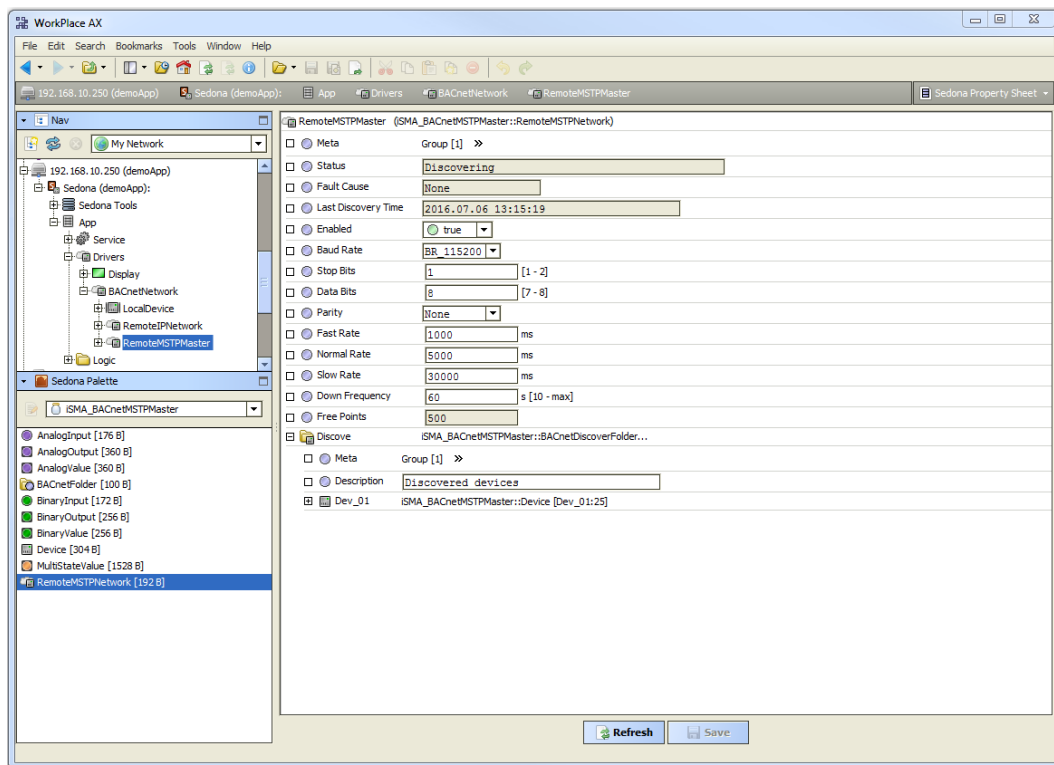 WorkPlace AX
File Edit Search Bookmarks Tools Window Help
192.168.10.250 (demoApp) Sedona (demoApp): App Drivers BACnetNetwork RemoteMSTPMaster Sedona Property Sheet
Nav
My Network
192.168.10.250 (demoApp)
Sedona (demoApp):
Sedona Tools
App
Service
Drivers
Display
BACnetNetwork
LocalDevice
RemoteIPNetwork
RemoteMSTPMaster
Logic
Sedona Palette
iSMA_BACnetMSTPMaster
AnalogInput [176 B]
AnalogOutput [360 B]
AnalogValue [360 B]
BACnetFolder [100 B]
BinaryInput [172 B]
BinaryOutput [256 B]
BinaryValue [256 B]
Device [304 B]
MultiStateValue [1528 B]
RemoteMSTPNetwork [192 B]
RemoteMSTPMaster (iSMA_BACnetMSTPMaster::RemoteMSTPNetwork)
Meta Group [1] »
Status Discovering
Fault Cause None
Last Discovery Time 2016.07.06 13:15:19
Enabled true
Baud Rate BR_115200
Stop Bits 1 [1 - 2]
Data Bits 8 [7 - 8]
Parity None
Fast Rate 1000 ms
Normal Rate 5000 ms
Slow Rate 30000 ms
Down Frequency 60 s [10 - max]
Free Points 500
Discove iSMA_BACnetMSTPMaster::BACnetDiscoverFolder...
Meta Group [1] »
Description Discovered devices
Dev_01 iSMA_BACnetMSTPMaster::Device [Dev_01:25]
Refresh Save